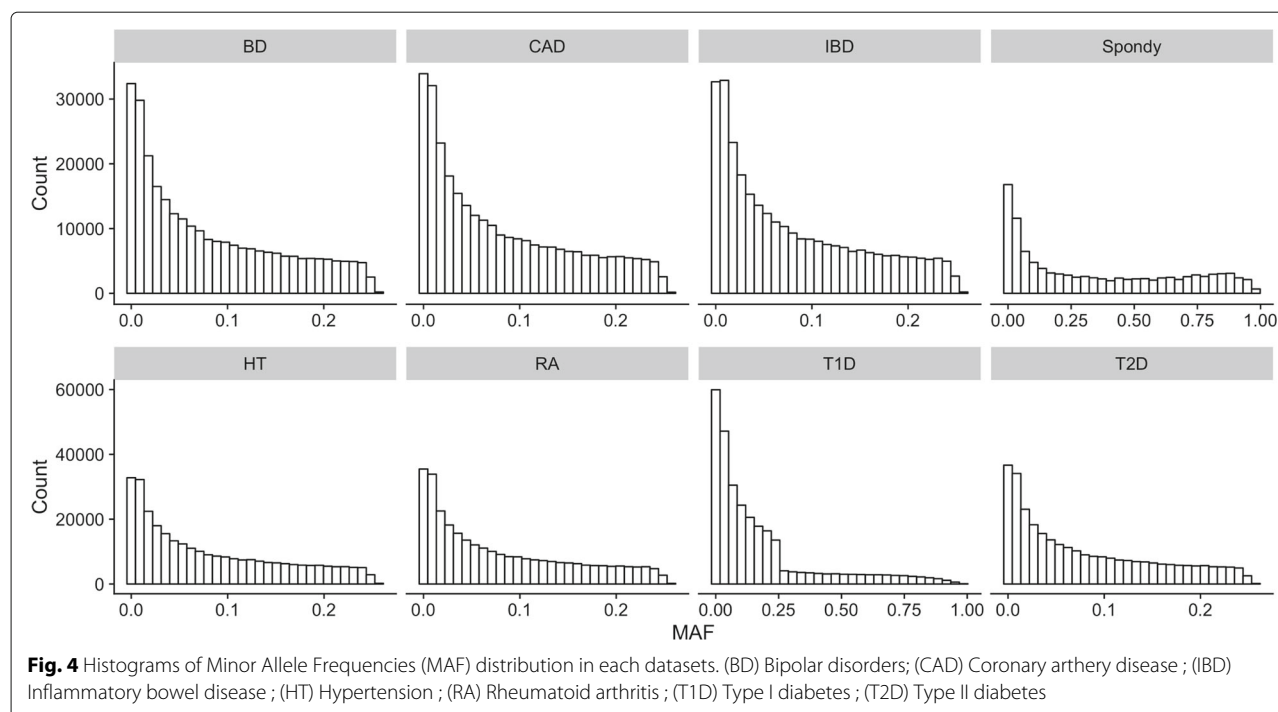 BD CAD IBD Spondy
30000
20000
10000
0
Count
0.0 0.1 0.2 0.0 0.1 0.2 0.0 0.1 0.2 0.00 0.25 0.50 0.75 1.00
HT RA T1D T2D
60000
40000
20000
0
Count
0.0 0.1 0.2 0.0 0.1 0.2 0.00 0.25 0.50 0.75 1.00 0.0 0.1 0.2
MAF
Fig. 4 Histograms of Minor Allele Frequencies (MAF) distribution in each datasets. (BD) Bipolar disorders; (CAD) Coronary arthery disease ; (IBD)
Inflammatory bowel disease ; (HT) Hypertension ; (RA) Rheumatoid arthritis ; (T1D) Type I diabetes ; (T2D) Type II diabetes